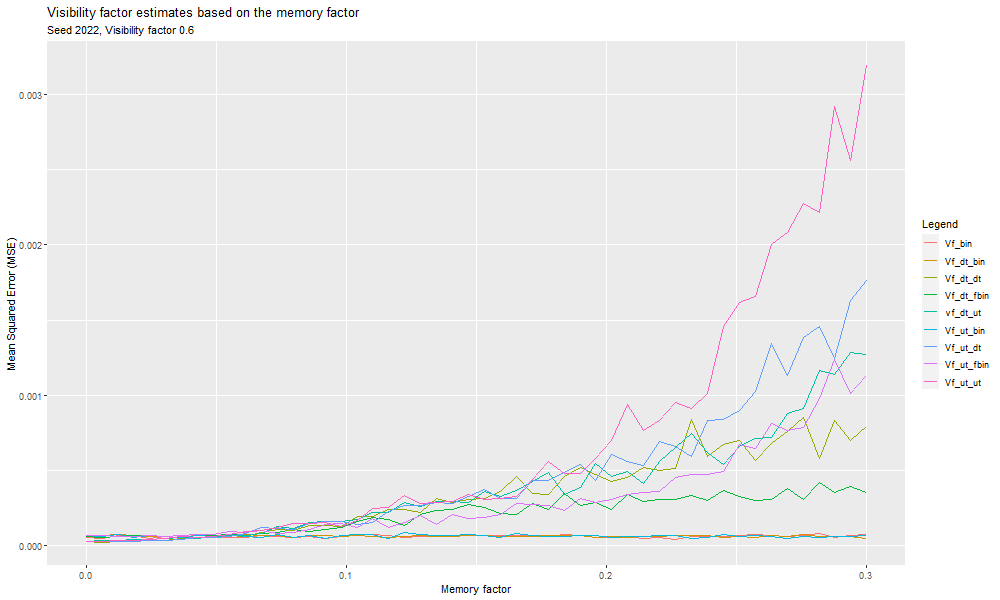 Visibility factor estimates based on the memory factor
Seed 2022, Visibility factor 0.6
Mean Squared Error (MSE)
0.003
0.002
0.001
0.000
0.0
0.1
0.2
0.3
Memory factor
Legend
Vf_bin
Vf_dt_bin
Vf_dt_dt
Vf_dt_fbin
vf_dt_ut
Vf_ut_bin
Vf_ut_dt
Vf_ut_fbin
Vf_ut_ut